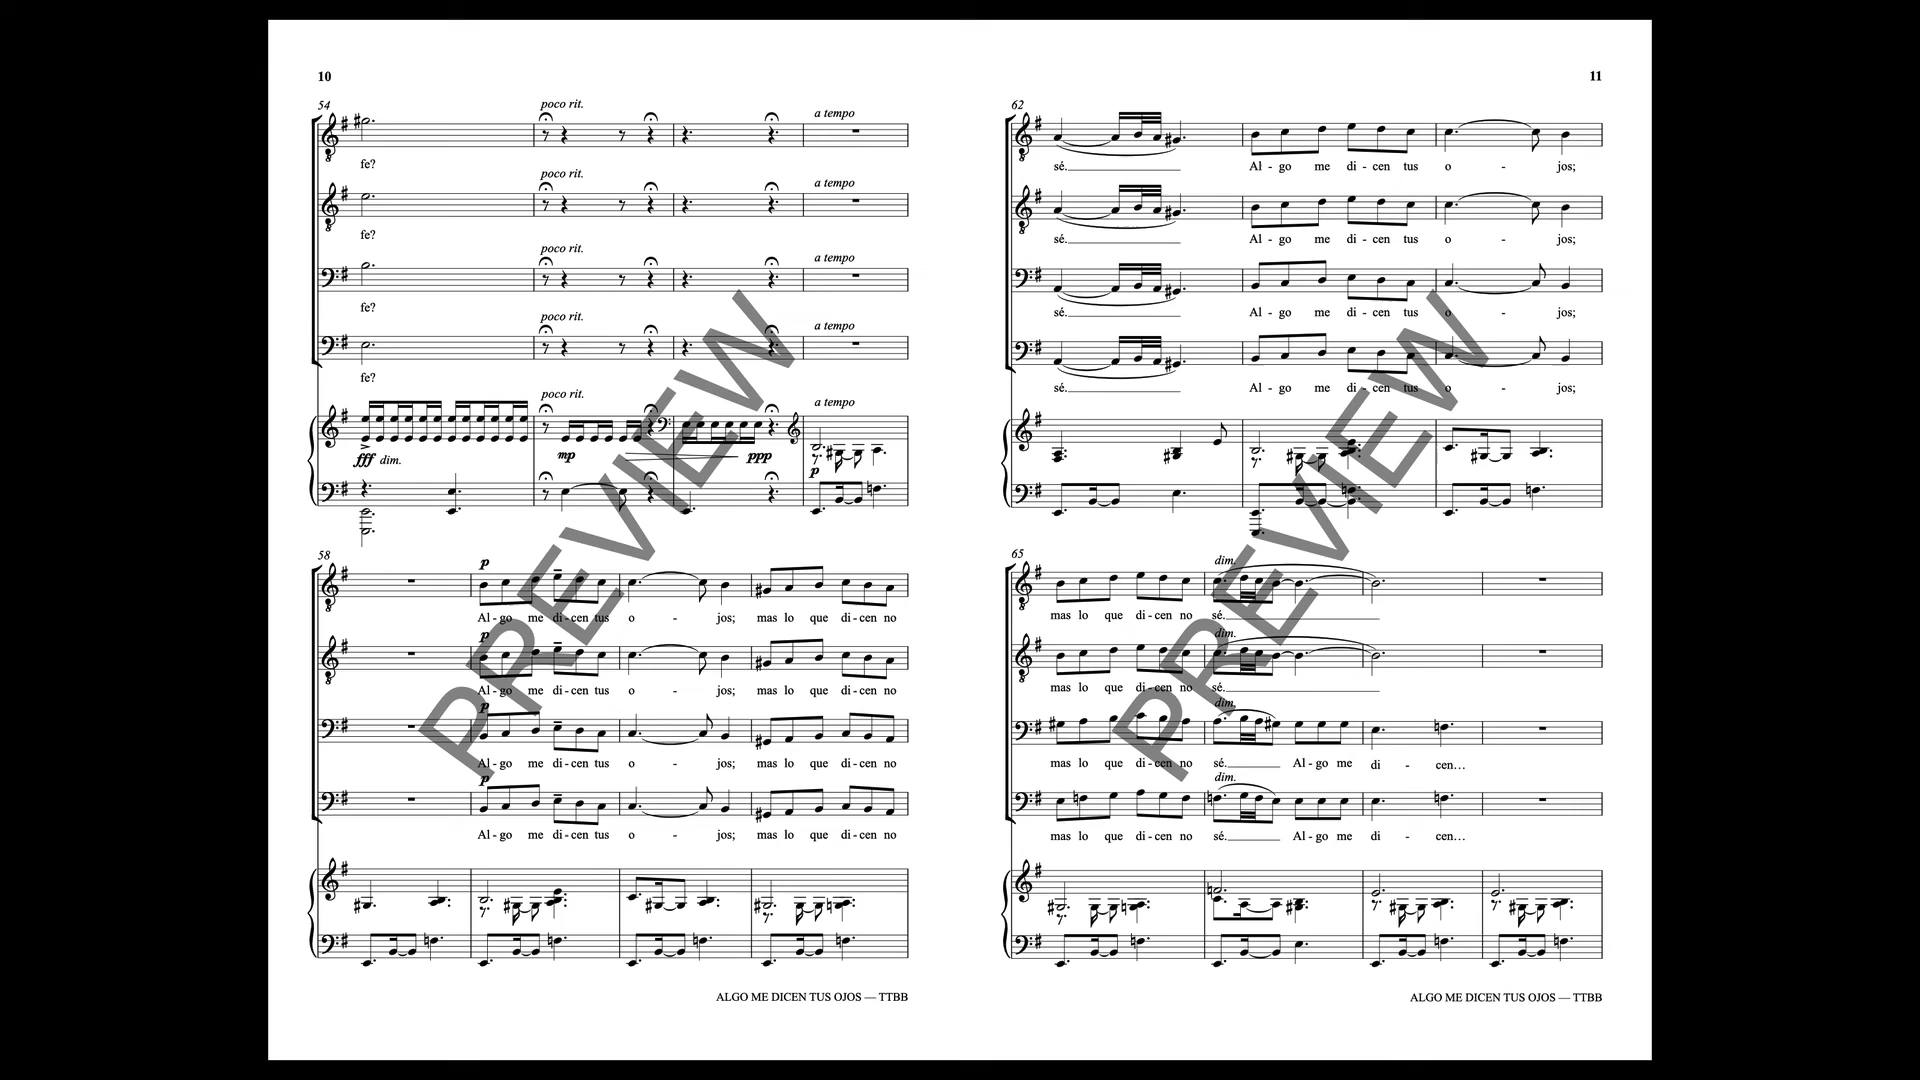 10
54
poco rit.
a tempo
fe?
poco rit.
a tempo
fe?
poco rit.
a tempo
fe?
poco rit.
a tempo
fe?
poco rit.
a tempo
fff dim.
mp
ppp
p
58
p
Al - go me di - cen tus o - jos; mas lo que di - cen no
p
Al - go me di - cen tus o - jos; mas lo que di - cen no
p
Al - go me di - cen tus o - jos; mas lo que di - cen no
p
Al - go me di - cen tus o - jos; mas lo que di - cen no
ALGO ME DICEN TUS OJOS — TTBB
PREVIEW
11
62
sé. Al - go me di - cen tus o - jos;
sé. Al - go me di - cen tus o - jos;
sé. Al - go me di - cen tus o - jos;
sé. Al - go me di - cen tus o - jos;
65
dim.
mas lo que di - cen no sé.
dim.
mas lo que di - cen no sé.
dim.
mas lo que di - cen no sé. Al - go me di - cen…
dim.
mas lo que di - cen no sé. Al - go me di - cen…
ALGO ME DICEN TUS OJOS — TTBB
PREVIEW